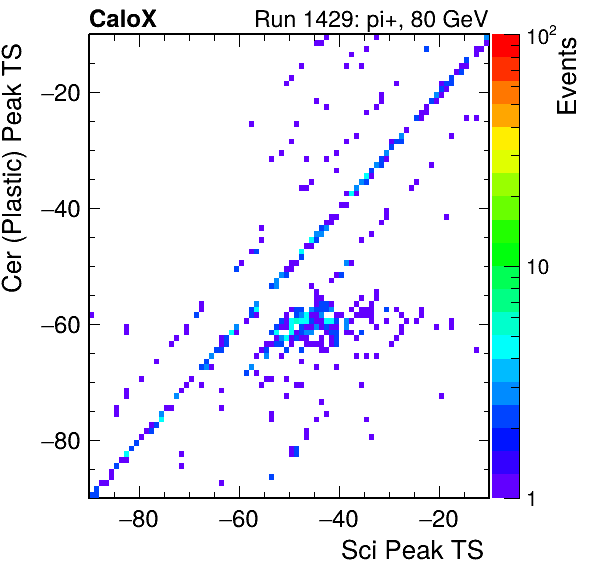 CaloX Run 1429: pi+, 80 GeV
Cer (Plastic) Peak TS
−20
−40
−60
−80
−80 −60 −40 −20
Sci Peak TS
10²
10
1
Events